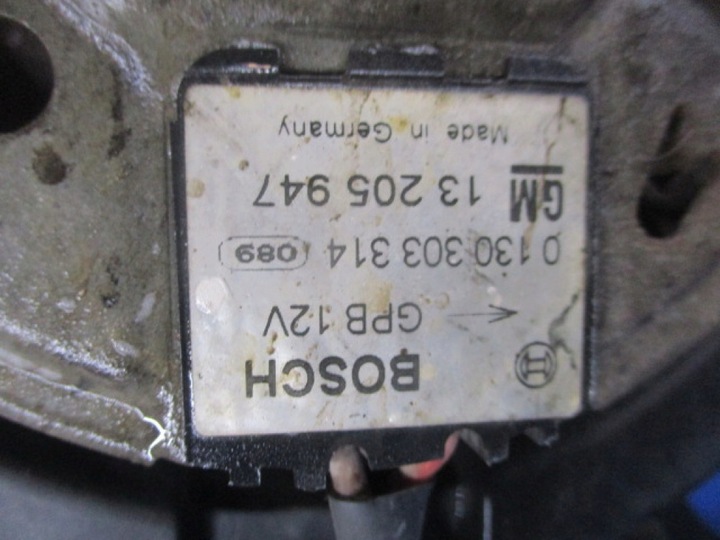 BOSCH
GPB 12V
0 130 303 314 089
GM 13 205 947
Made in Germany